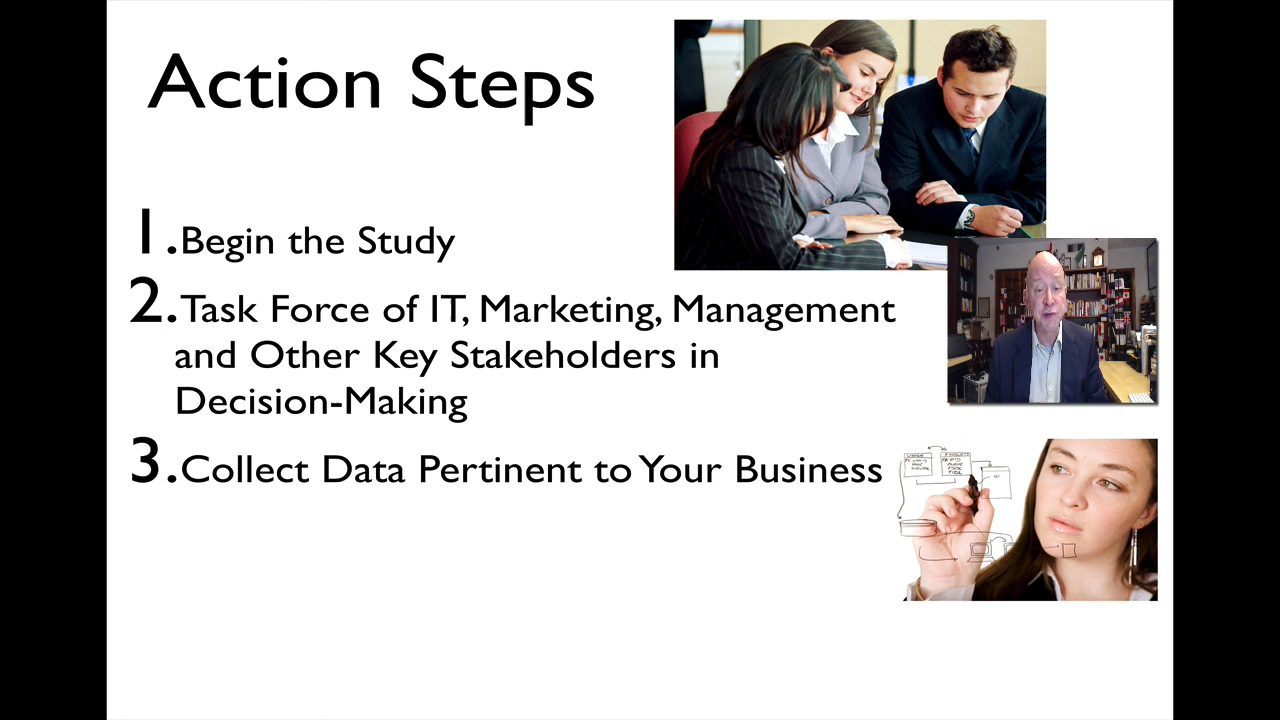 Action Steps
1. Begin the Study
2. Task Force of IT, Marketing, Management
and Other Key Stakeholders in
Decision-Making
3. Collect Data Pertinent to Your Business